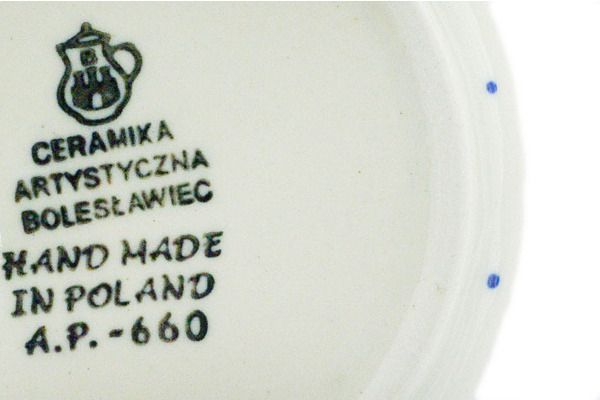 CERAMIKA
ARTYSTYCZNA
BOLESŁAWIEC
HAND MADE
IN POLAND
A.P.-660